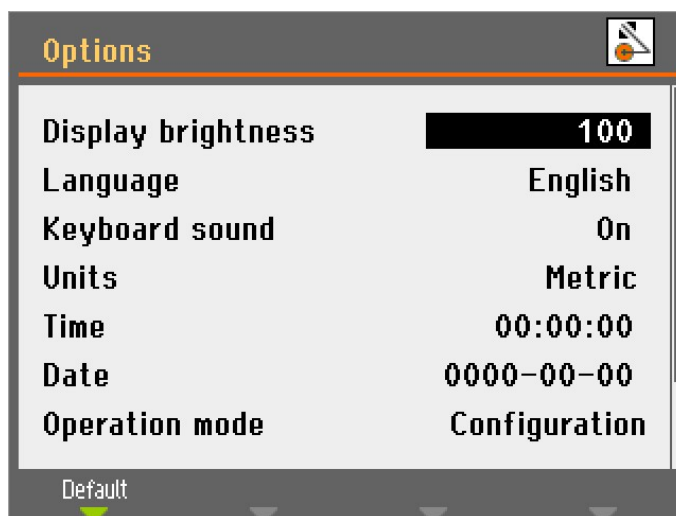 Options
Display brightness 100
Language English
Keyboard sound On
Units Metric
Time 00:00:00
Date 0000-00-00
Operation mode Configuration
Default